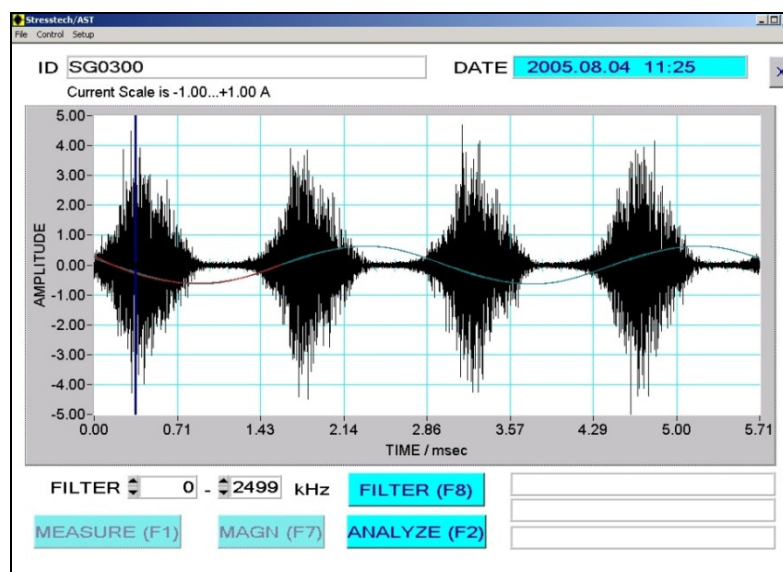 Stresstech/AST
File Control Setup
ID SG0300 DATE 2005.08.04 11:25
Current Scale is -1.00...+1.00 A
5.00
4.00
3.00
2.00
1.00
0.00
-1.00
-2.00
-3.00
-4.00
-5.00
AMPLITUDE
0.00 0.71 1.43 2.14 2.86 3.57 4.29 5.00 5.71
TIME / msec
FILTER 0 - 2499 kHz FILTER (F8)
MEASURE (F1) MAGN (F7) ANALYZE (F2)